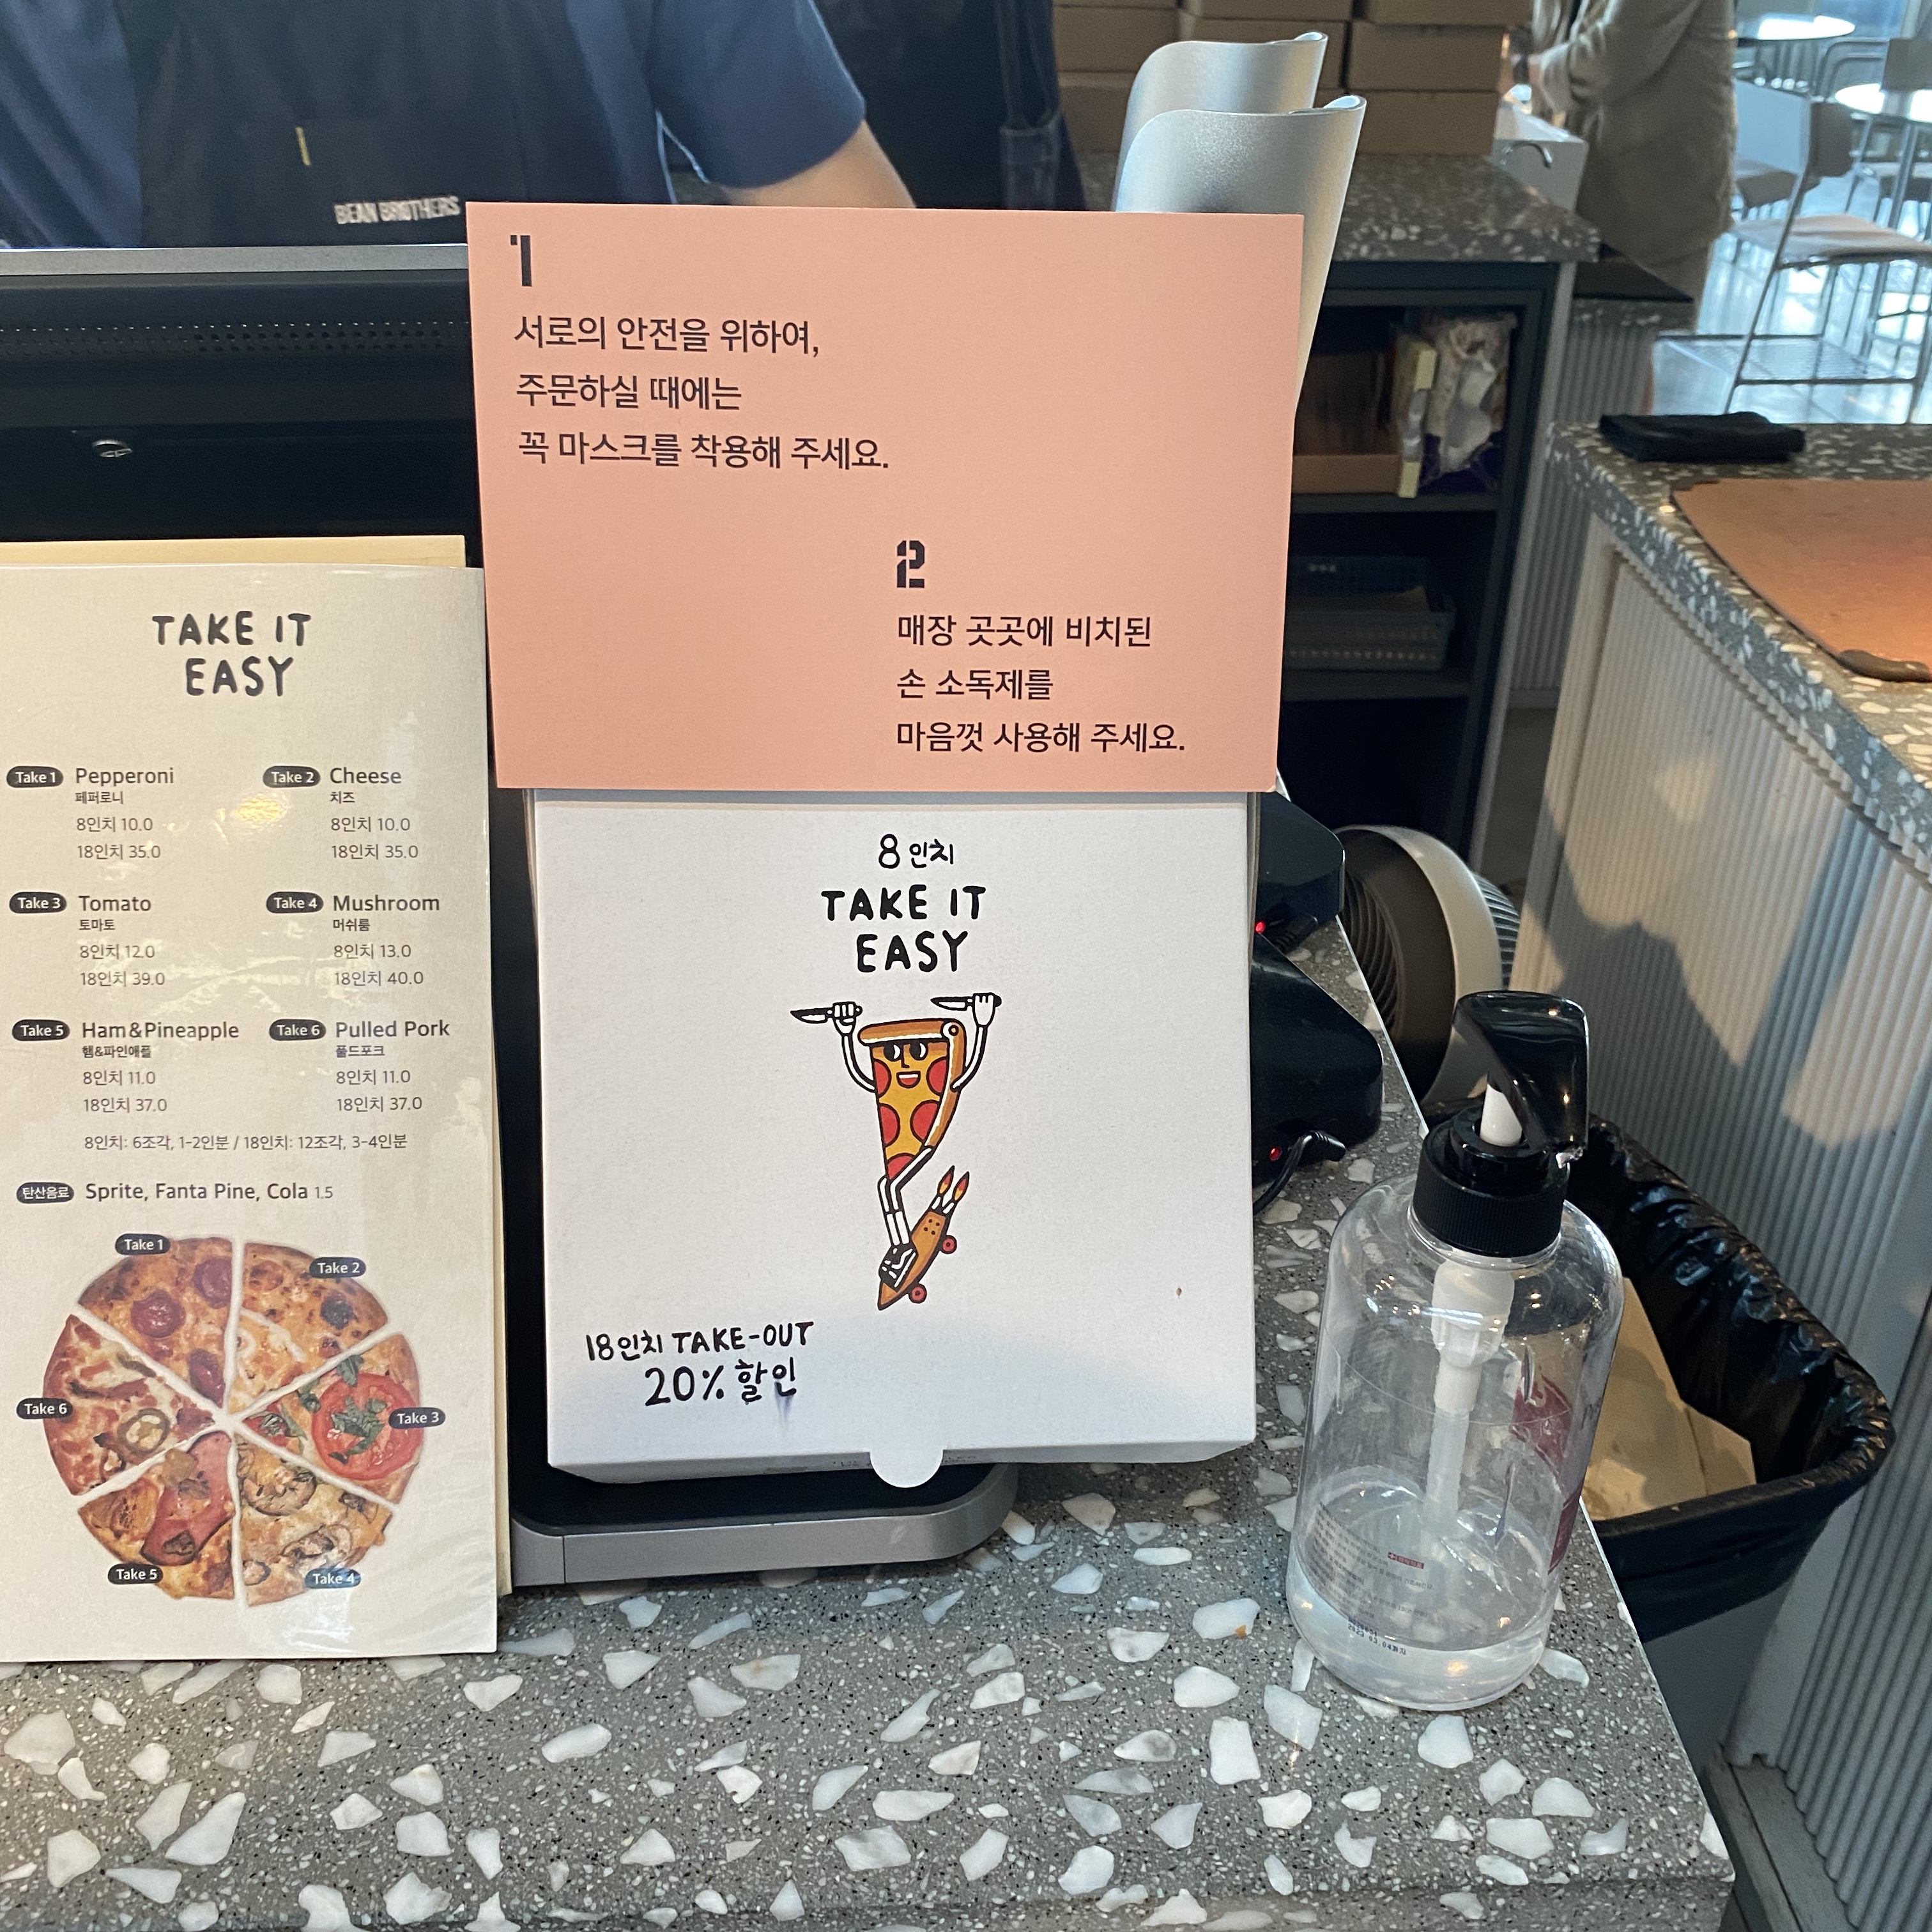 BEAN BROTHERS
1
서로의 안전을 위하여,
주문하실 때에는
꼭 마스크를 착용해 주세요.
2
매장 곳곳에 비치된
손 소독제를
마음껏 사용해 주세요.
TAKE IT
EASY
Take 1 Pepperoni
페퍼로니
8인치 10.0
18인치 35.0
Take 2 Cheese
치즈
8인치 10.0
18인치 35.0
Take 3 Tomato
토마토
8인치 12.0
18인치 39.0
Take 4 Mushroom
머쉬룸
8인치 13.0
18인치 40.0
Take 5 Ham&Pineapple
햄&파인애플
8인치 11.0
18인치 37.0
Take 6 Pulled Pork
풀드포크
8인치 11.0
18인치 37.0
8인치: 6조각, 1-2인분 / 18인치: 12조각, 3-4인분
탄산음료 Sprite, Fanta Pine, Cola 1.5
Take 1
Take 2
Take 6
Take 3
Take 5
Take 4
8인치
TAKE IT
EASY
18인치 TAKE-OUT
20% 할인